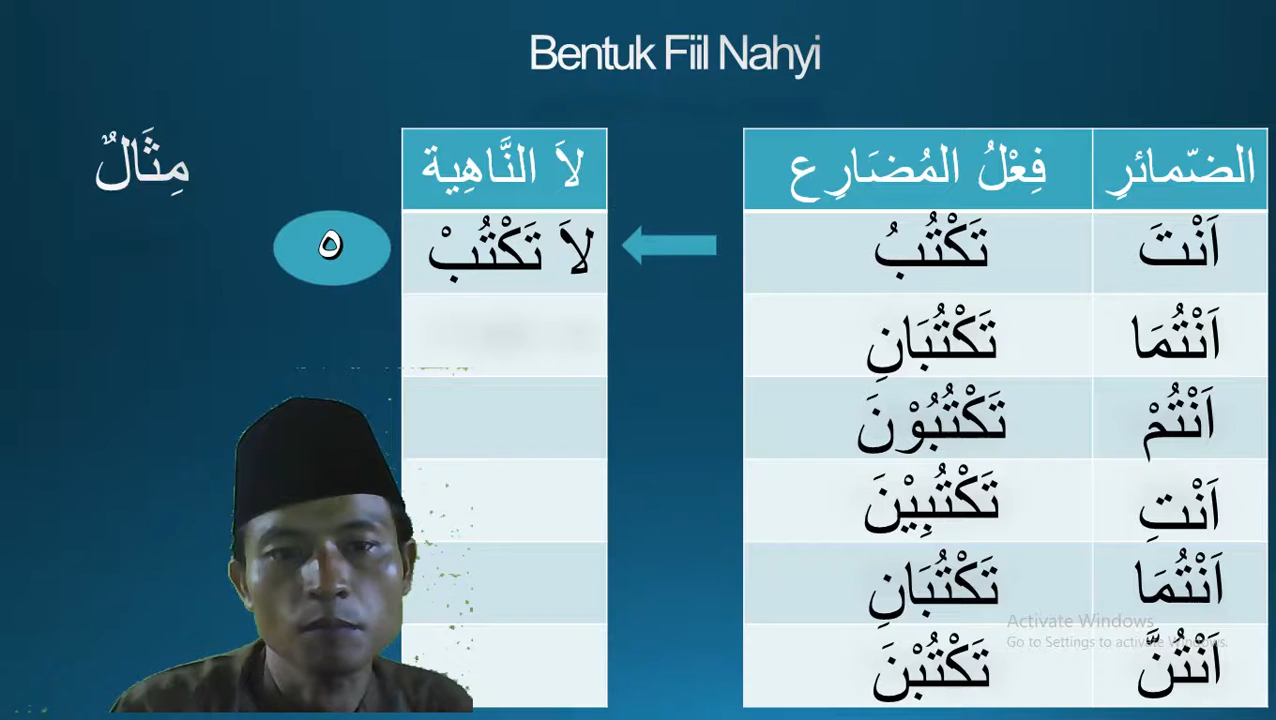 Bentuk Fiil Nahyi
مِثَالٌ
الضّمائرِ فِعْلُ المُضَارِع لاَ النَّاهِية
اَنْتَ تَكْتُبُ لاَ تَكْتُبْ ْ
اَنْتُمَا تَكْتُبَانِ
اَنْتُمْ تَكْتُبُوْنَ
اَنْتِ تَكْتُبِيْنَ
اَنْتُمَا تَكْتُبَانِ
اَنْتُنَّ تَكْتُبْنَ
Activate Windows
Go to Settings to activate Windows.